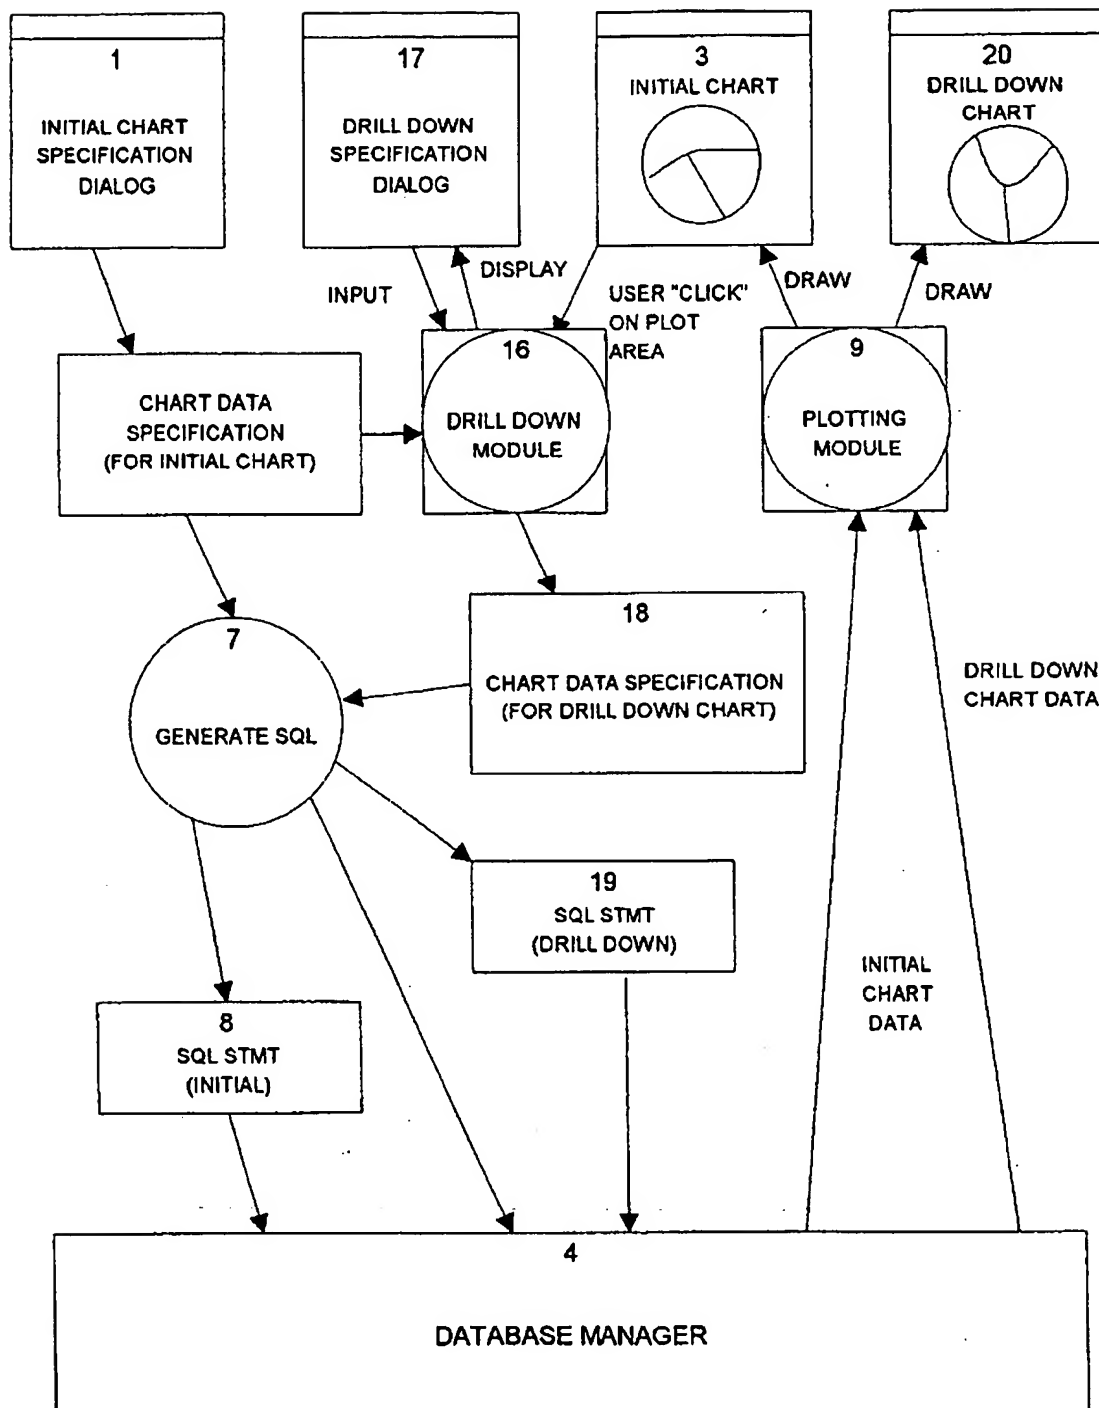 1
INITIAL CHART
SPECIFICATION
DIALOG
17
DRILL DOWN
SPECIFICATION
DIALOG
3
INITIAL CHART
20
DRILL DOWN
CHART
INPUT
DISPLAY
USER "CLICK"
ON PLOT
AREA
DRAW
DRAW
CHART DATA
SPECIFICATION
(FOR INITIAL CHART)
16
DRILL DOWN
MODULE
9
PLOTTING
MODULE
7
GENERATE SQL
18
CHART DATA SPECIFICATION
(FOR DRILL DOWN CHART)
DRILL DOWN
CHART DATA
19
SQL STMT
(DRILL DOWN)
INITIAL
CHART
DATA
8
SQL STMT
(INITIAL)
4
DATABASE MANAGER